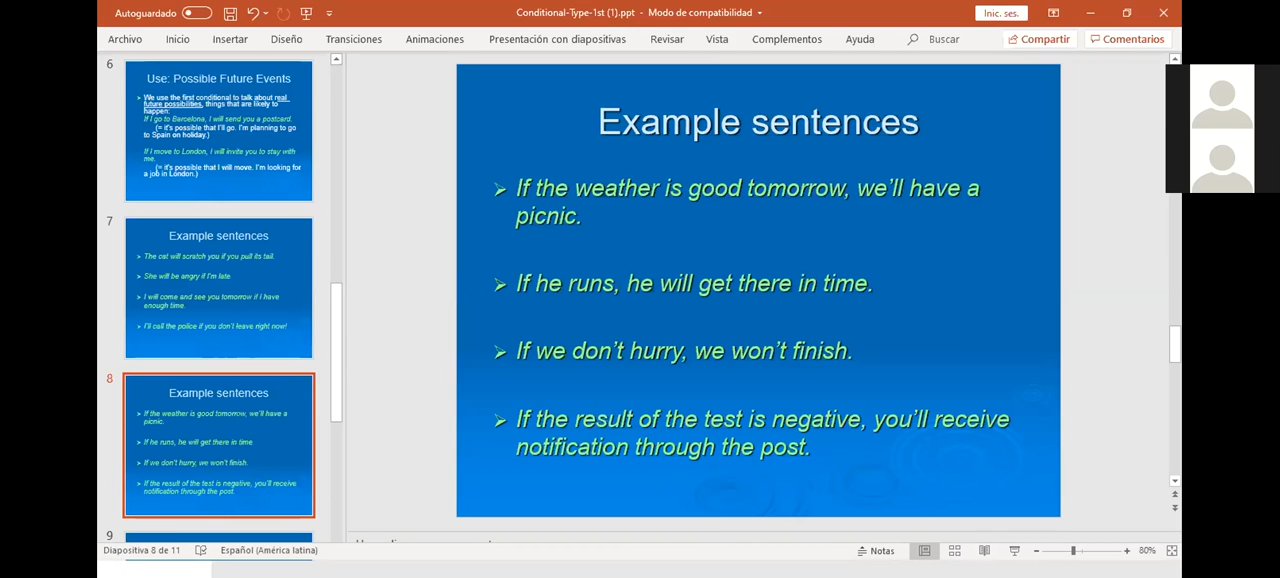 Autoguardado
Conditional-Type-1st (1).ppt - Modo de compatibilidad
Inic. ses.
Archivo Inicio Insertar Diseño Transiciones Animaciones Presentación con diapositivas Revisar Vista Complementos Ayuda Buscar Compartir Comentarios
6
Use: Possible Future Events
We use the first conditional to talk about real
future possibilities, things that are likely to
happen:
If I go to Barcelona, I will send you a postcard.
(= it's possible that I'll go. I'm planning to go
to Spain on holiday.)
If I move to London, I will invite you to stay with
me.
(= it's possible that I will move. I'm looking for
a job in London.)
7
Example sentences
The cat will scratch you if you pull its tail.
She will be angry if I'm late.
I will come and see you tomorrow if I have
enough time.
I'll call the police if you don't leave right now!
8
Example sentences
If the weather is good tomorrow, we'll have a
picnic.
If he runs, he will get there in time.
If we don't hurry, we won't finish.
If the result of the test is negative, you'll receive
notification through the post.
9
Example sentences
If the weather is good tomorrow, we'll have a
picnic.
If he runs, he will get there in time.
If we don't hurry, we won't finish.
If the result of the test is negative, you'll receive
notification through the post.
Diapositiva 8 de 11 Español (América latina) Notas 80%